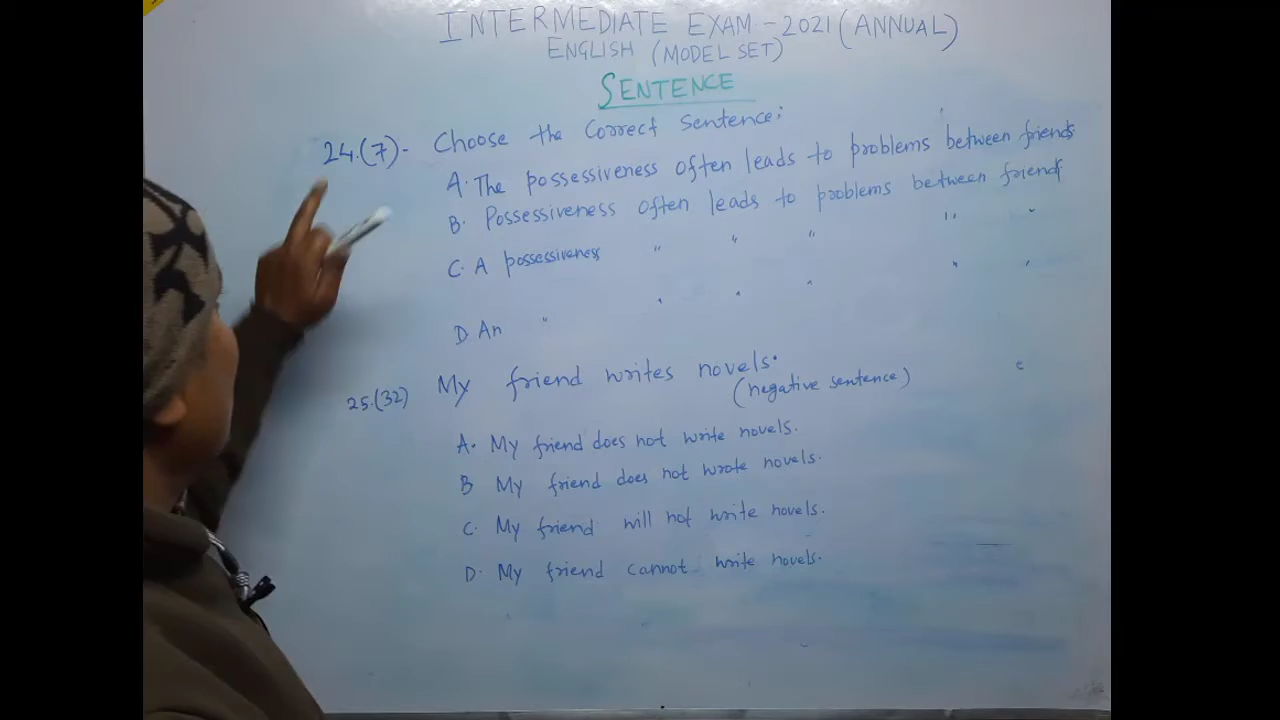 INTERMEDIATE EXAM - 2021 (ANNUAL)
ENGLISH (MODEL SET)
SENTENCE
24.(7)- Choose the Correct Sentence:
A. The possessiveness often leads to problems between friends
B. Possessiveness often leads to problems between friends
C. A possessiveness " " " " "
D An " " " " " "
25.(32) My friend writes novels.
(negative sentence)
A. My friend does not write novels.
B My friend does not wrote novels.
C. My friend will not write novels.
D. My friend cannot write novels.